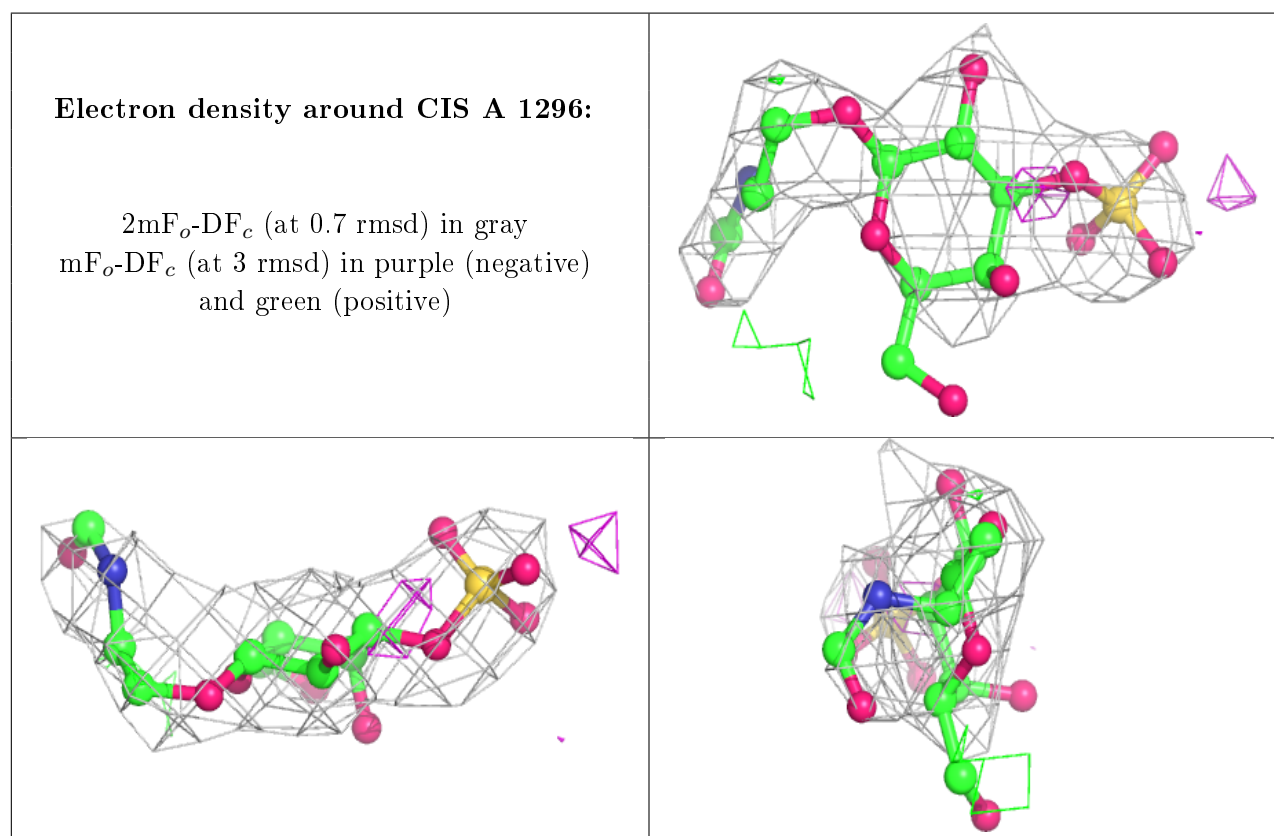 Electron density around CIS A 1296:
2mFo-DFc (at 0.7 rmsd) in gray
mFo-DFc (at 3 rmsd) in purple (negative)
and green (positive)